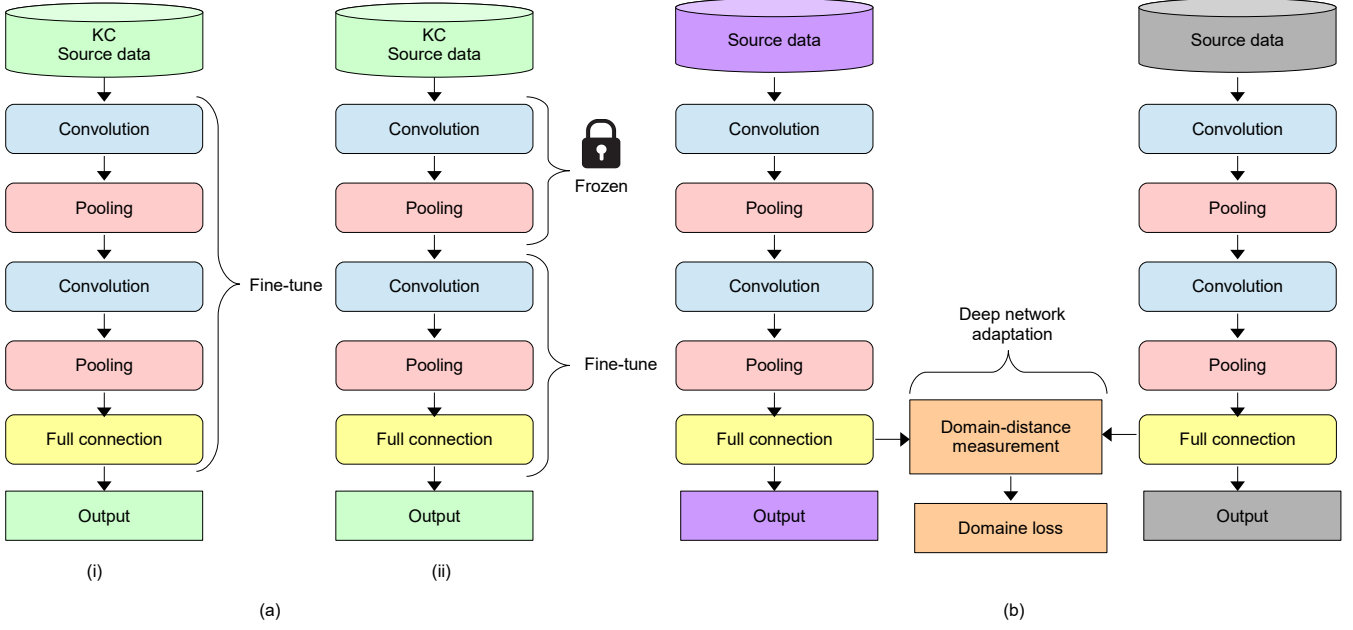 KC
Source data
Convolution
Pooling
Convolution
Pooling
Full connection
Output
Fine-tune
(i)
KC
Source data
Convolution
Pooling
Convolution
Pooling
Full connection
Output
Frozen
Fine-tune
(ii)
(a)
Source data
Convolution
Pooling
Convolution
Pooling
Full connection
Output
Deep network
adaptation
Domain-distance
measurement
Domaine loss
Source data
Convolution
Pooling
Convolution
Pooling
Full connection
Output
(b)